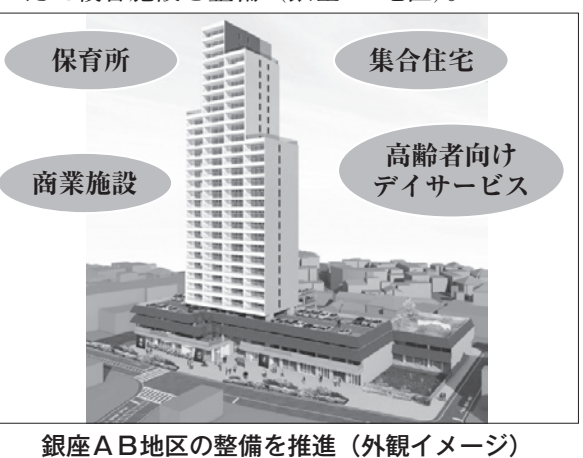 保育所
集合住宅
商業施設
高齢者向け
デイサービス
銀座ＡＢ地区の整備を推進（外観イメージ）